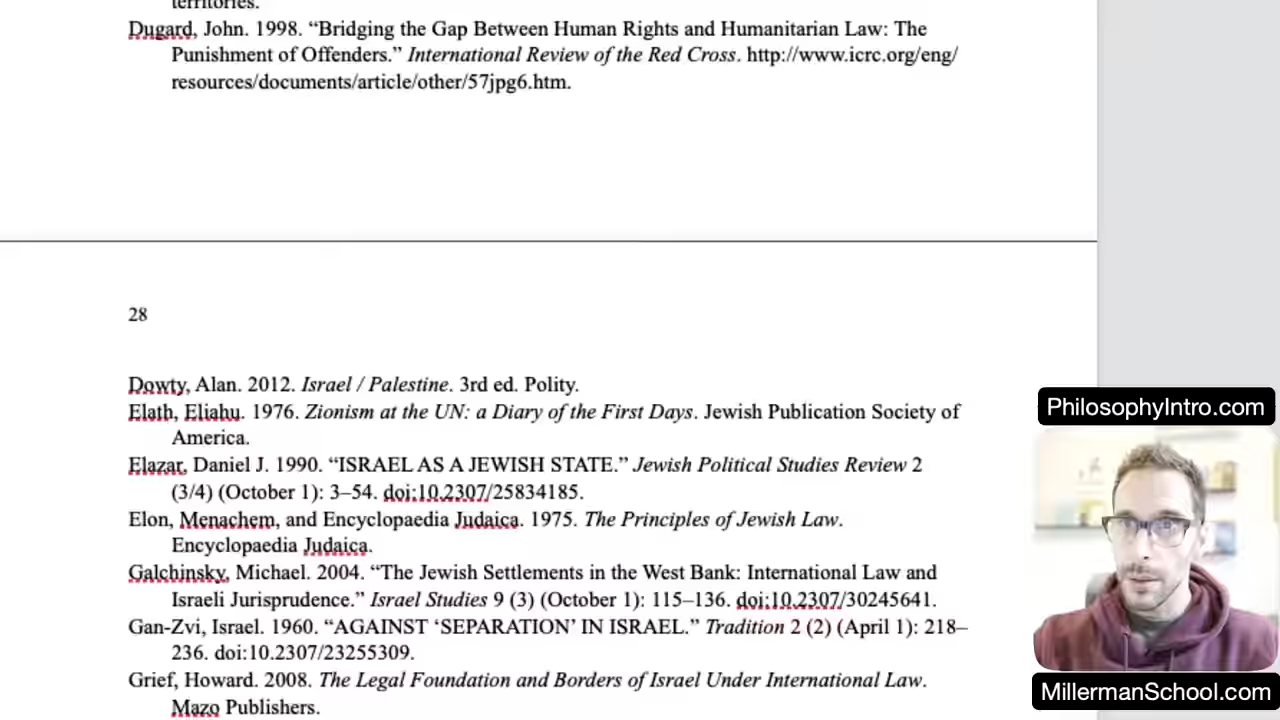 territories.
Dugard, John. 1998. “Bridging the Gap Between Human Rights and Humanitarian Law: The
Punishment of Offenders.” International Review of the Red Cross. http://www.icrc.org/eng/
resources/documents/article/other/57jpg6.htm.
28
Dowty, Alan. 2012. Israel / Palestine. 3rd ed. Polity.
Elath, Eliahu. 1976. Zionism at the UN: a Diary of the First Days. Jewish Publication Society of
America.
Elazar, Daniel J. 1990. “ISRAEL AS A JEWISH STATE.” Jewish Political Studies Review 2
(3/4) (October 1): 3–54. doi:10.2307/25834185.
Elon, Menachem, and Encyclopaedia Judaica. 1975. The Principles of Jewish Law.
Encyclopaedia Judaica.
Galchinsky, Michael. 2004. “The Jewish Settlements in the West Bank: International Law and
Israeli Jurisprudence.” Israel Studies 9 (3) (October 1): 115–136. doi:10.2307/30245641.
Gan-Zvi, Israel. 1960. “AGAINST ‘SEPARATION’ IN ISRAEL.” Tradition 2 (2) (April 1): 218–
236. doi:10.2307/23255309.
Grief, Howard. 2008. The Legal Foundation and Borders of Israel Under International Law.
Mazo Publishers.
PhilosophyIntro.com
MillermanSchool.com